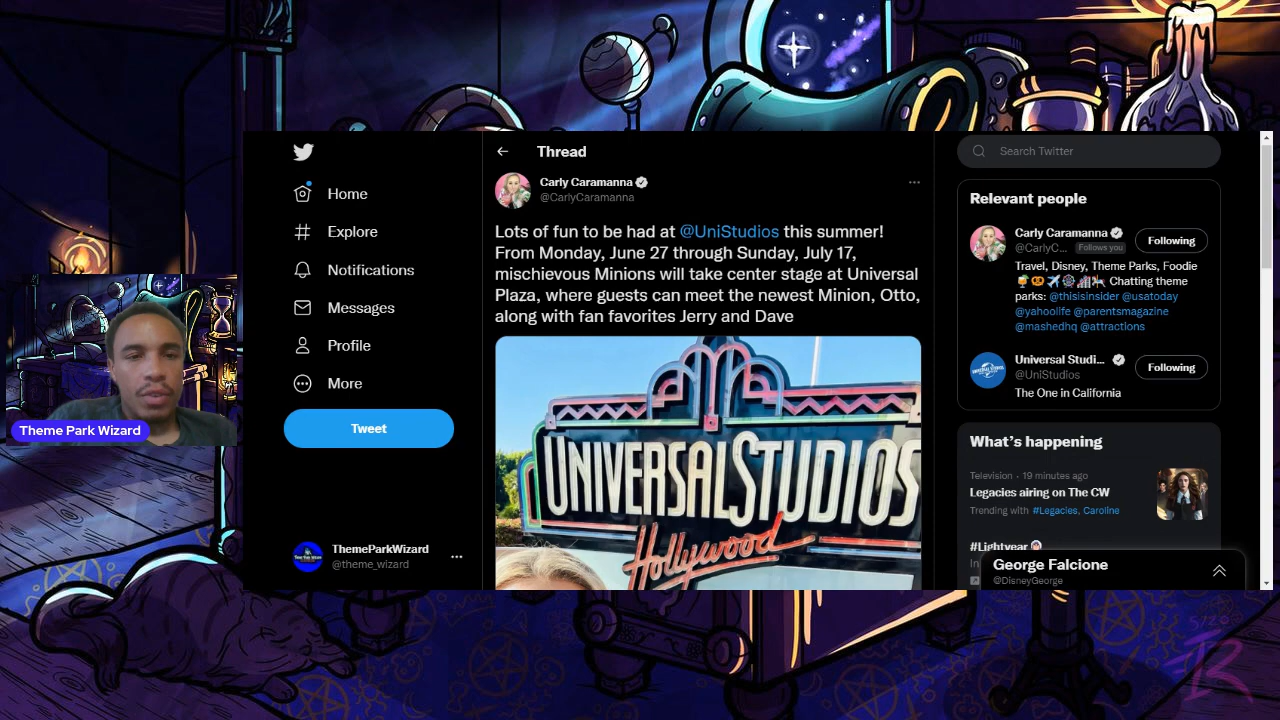 Home
Explore
Notifications
Messages
Profile
More
Tweet
ThemeParkWizard
@theme_wizard
Theme Park Wizard
Thread
Carly Caramanna
@CarlyCaramanna
Lots of fun to be had at @UniStudios this summer!
From Monday, June 27 through Sunday, July 17,
mischievous Minions will take center stage at Universal
Plaza, where guests can meet the newest Minion, Otto,
along with fan favorites Jerry and Dave
UNIVERSAL STUDIOS
Hollywood
Search Twitter
Relevant people
Carly Caramanna
@CarlyC... Follows you
Following
Travel, Disney, Theme Parks, Foodie
Chatting theme
parks: @thisisinsider @usatoday
@yahoolife @parentsmagazine
@mashedhq @attractions
Universal Studi...
@UniStudios
Following
The One in California
What's happening
Television · 19 minutes ago
Legacies airing on The CW
Trending with #Legacies, Caroline
#Lightyear
In
George Falcione
@DisneyGeorge